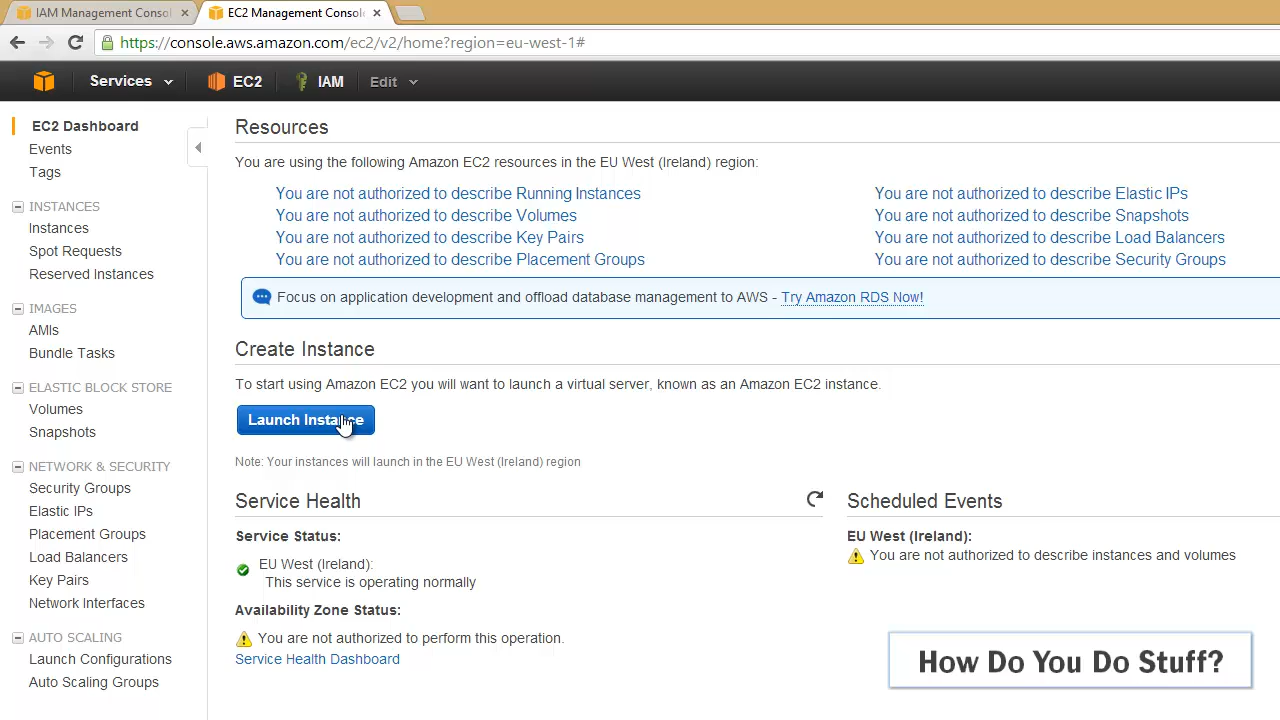 IAM Management Consol
EC2 Management Consol
https://console.aws.amazon.com/ec2/v2/home?region=eu-west-1#
Services
EC2
IAM
Edit
EC2 Dashboard
Events
Tags
INSTANCES
Instances
Spot Requests
Reserved Instances
IMAGES
AMIs
Bundle Tasks
ELASTIC BLOCK STORE
Volumes
Snapshots
NETWORK & SECURITY
Security Groups
Elastic IPs
Placement Groups
Load Balancers
Key Pairs
Network Interfaces
AUTO SCALING
Launch Configurations
Auto Scaling Groups
Resources
You are using the following Amazon EC2 resources in the EU West (Ireland) region:
You are not authorized to describe Running Instances
You are not authorized to describe Elastic IPs
You are not authorized to describe Volumes
You are not authorized to describe Snapshots
You are not authorized to describe Key Pairs
You are not authorized to describe Load Balancers
You are not authorized to describe Placement Groups
You are not authorized to describe Security Groups
Focus on application development and offload database management to AWS - Try Amazon RDS Now!
Create Instance
To start using Amazon EC2 you will want to launch a virtual server, known as an Amazon EC2 instance.
Launch Instance
Note: Your instances will launch in the EU West (Ireland) region
Service Health
Service Status:
EU West (Ireland):
This service is operating normally
Availability Zone Status:
You are not authorized to perform this operation.
Service Health Dashboard
Scheduled Events
EU West (Ireland):
You are not authorized to describe instances and volumes
How Do You Do Stuff?